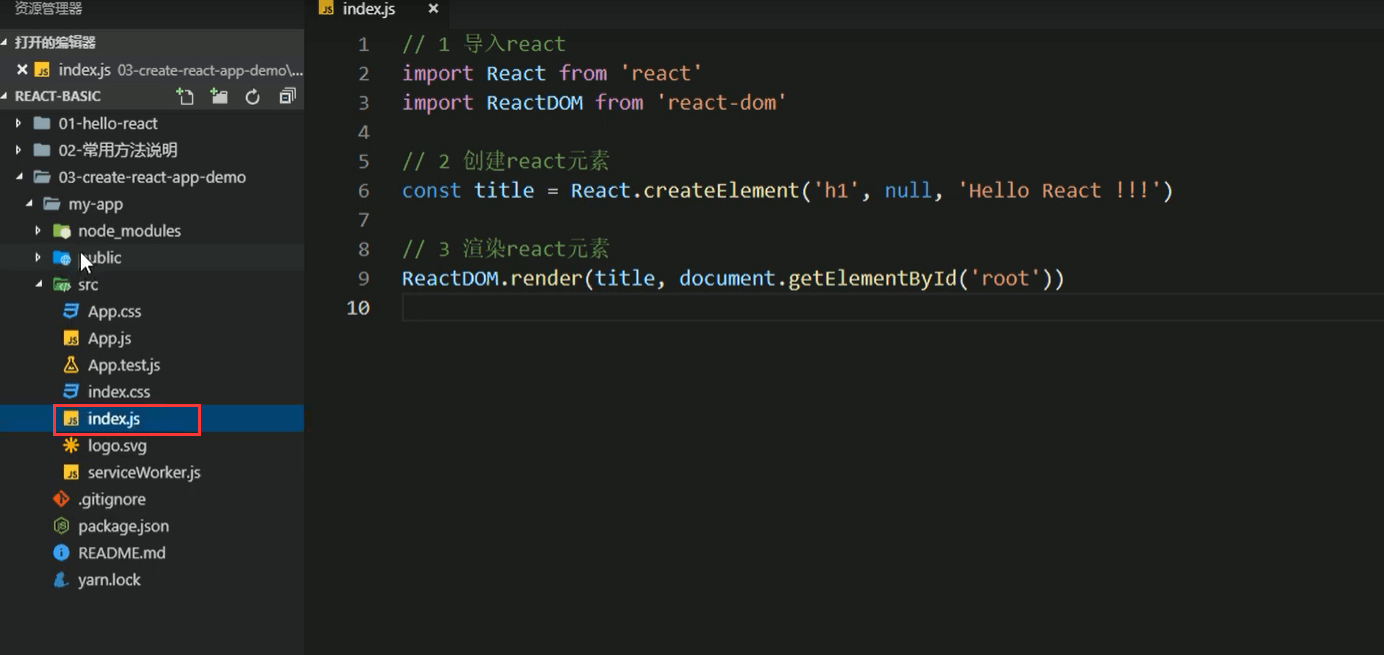 资源管理器
打开的编辑器
index.js 03-create-react-app-demo\...
REACT-BASIC
01-hello-react
02-常用方法说明
03-create-react-app-demo
my-app
node_modules
public
src
App.css
App.js
App.test.js
index.css
index.js
logo.svg
serviceWorker.js
.gitignore
package.json
README.md
yarn.lock
index.js
1 // 1 导入react
2 import React from 'react'
3 import ReactDOM from 'react-dom'
4
5 // 2 创建react元素
6 const title = React.createElement('h1', null, 'Hello React !!!')
7
8 // 3 渲染react元素
9 ReactDOM.render(title, document.getElementById('root'))
10